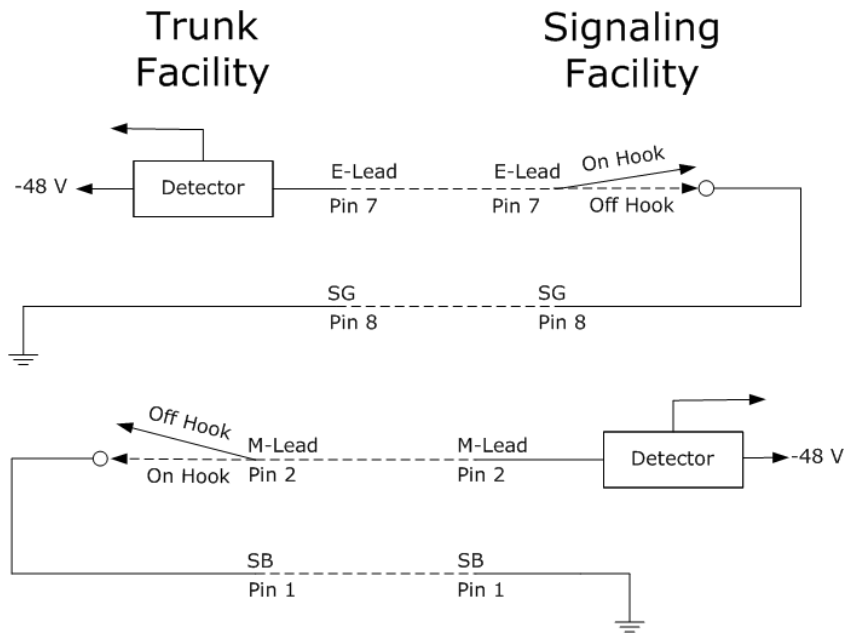 Trunk
Facility
Signaling
Facility
-48 V
Detector
E-Lead
Pin 7
E-Lead
Pin 7
On Hook
Off Hook
SG
Pin 8
SG
Pin 8
Off Hook
On Hook
M-Lead
Pin 2
M-Lead
Pin 2
Detector
-48 V
SB
Pin 1
SB
Pin 1